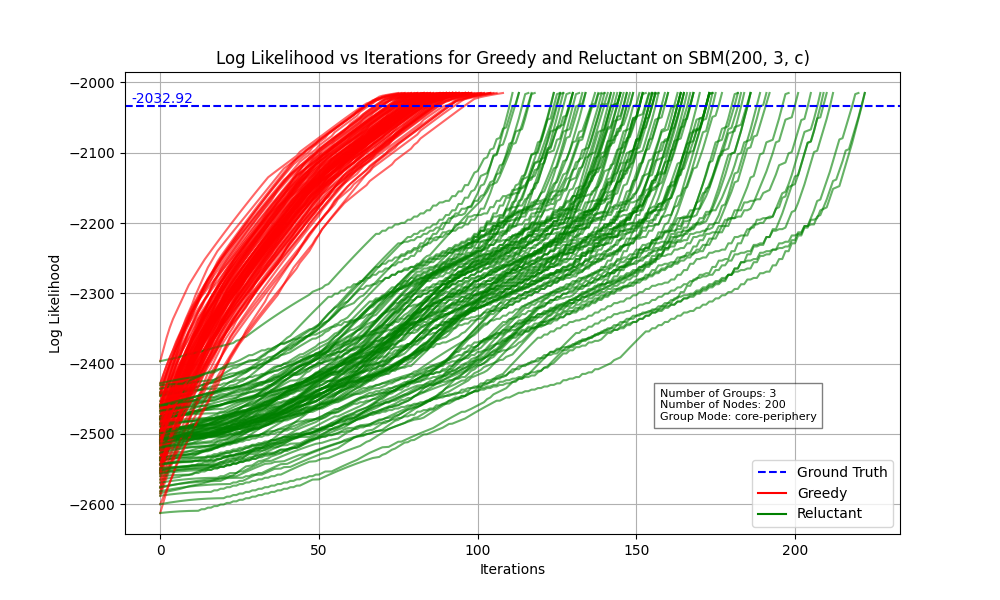 Log Likelihood vs Iterations for Greedy and Reluctant on SBM(200, 3, c)
−2000
-2032.92
−2100
−2200
−2300
−2400
−2500
−2600
Log Likelihood
Number of Groups: 3
Number of Nodes: 200
Group Mode: core-periphery
Ground Truth
Greedy
Reluctant
0 50 100 150 200
Iterations